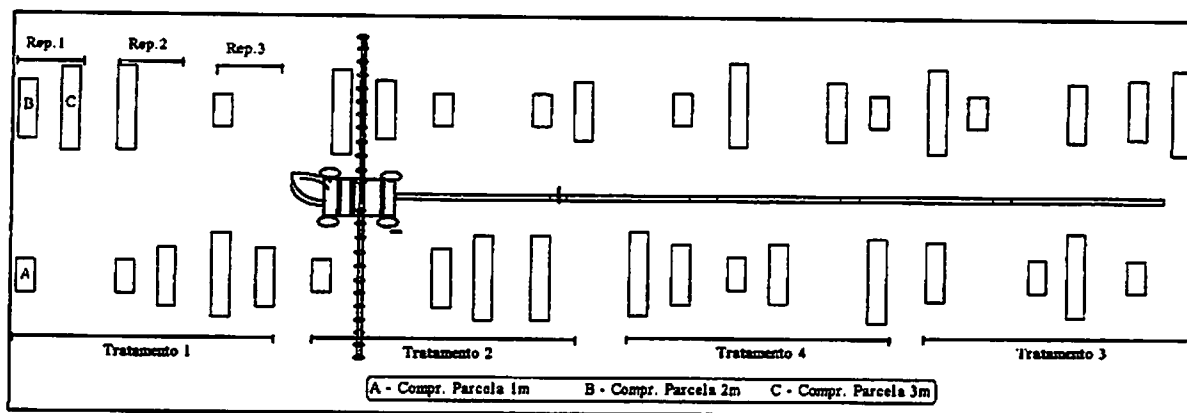 Rep.1 Rep.2 Rep.3
B C
A
Tratamento 1 Tratamento 2 Tratamento 4 Tratamento 3
A - Compr. Parcela 1m B - Compr. Parcela 2m C - Compr. Parcela 3m